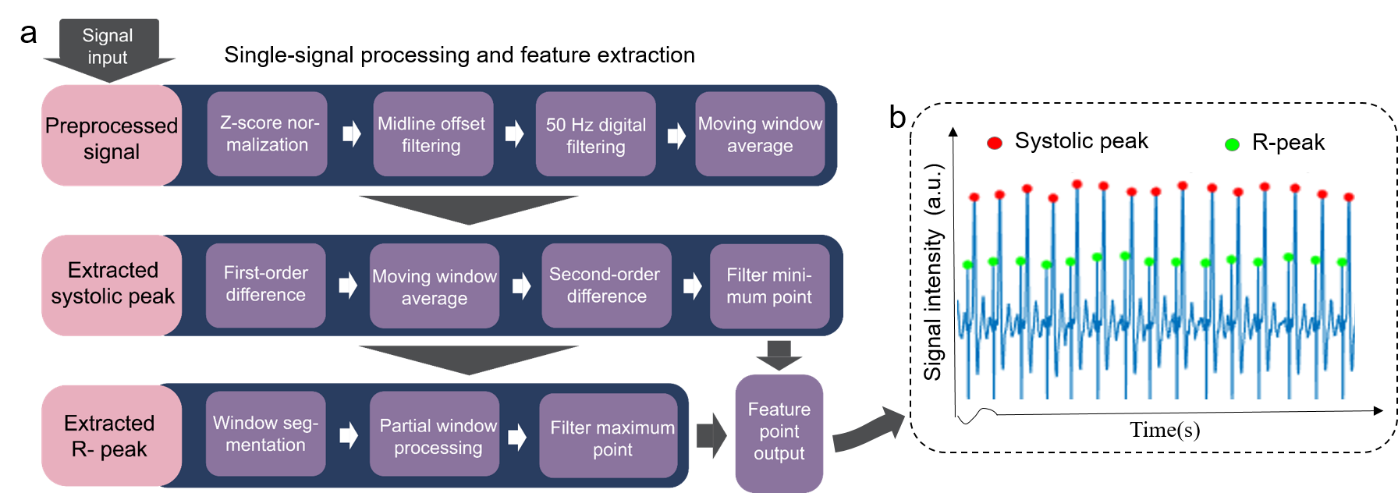 a
Signal
input
Single-signal processing and feature extraction
Preprocessed
signal
Z-score nor-
malization
Midline offset
filtering
50 Hz digital
filtering
Moving window
average
Extracted
systolic peak
First-order
difference
Moving window
average
Second-order
difference
Filter mini-
mum point
Extracted
R- peak
Window seg-
mentation
Partial window
processing
Filter maximum
point
Feature
point
output
b
Systolic peak
R-peak
Signal intensity (a.u.)
Time(s)